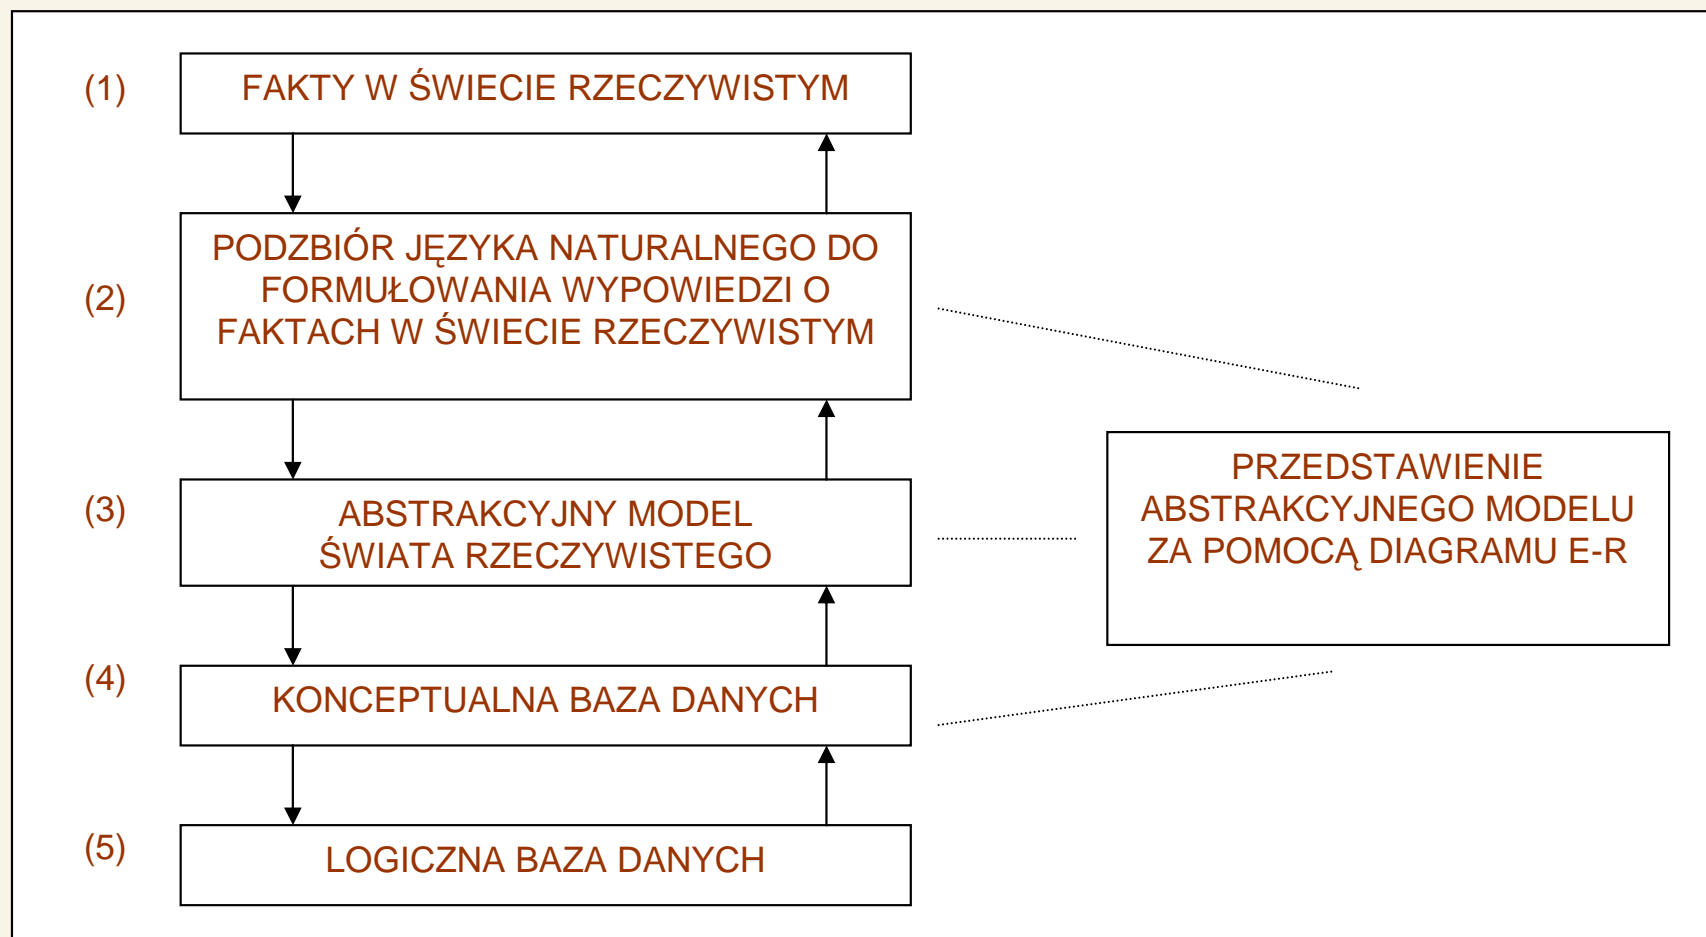 (1)
FAKTY W ŚWIECIE RZECZYWISTYM
(2)
PODZBIÓR JĘZYKA NATURALNEGO DO
FORMUŁOWANIA WYPOWIEDZI O
FAKTACH W ŚWIECIE RZECZYWISTYM
(3)
ABSTRAKCYJNY MODEL
ŚWIATA RZECZYWISTEGO
(4)
KONCEPTUALNA BAZA DANYCH
(5)
LOGICZNA BAZA DANYCH
PRZEDSTAWIENIE
ABSTRAKCYJNEGO MODELU
ZA POMOCĄ DIAGRAMU E-R